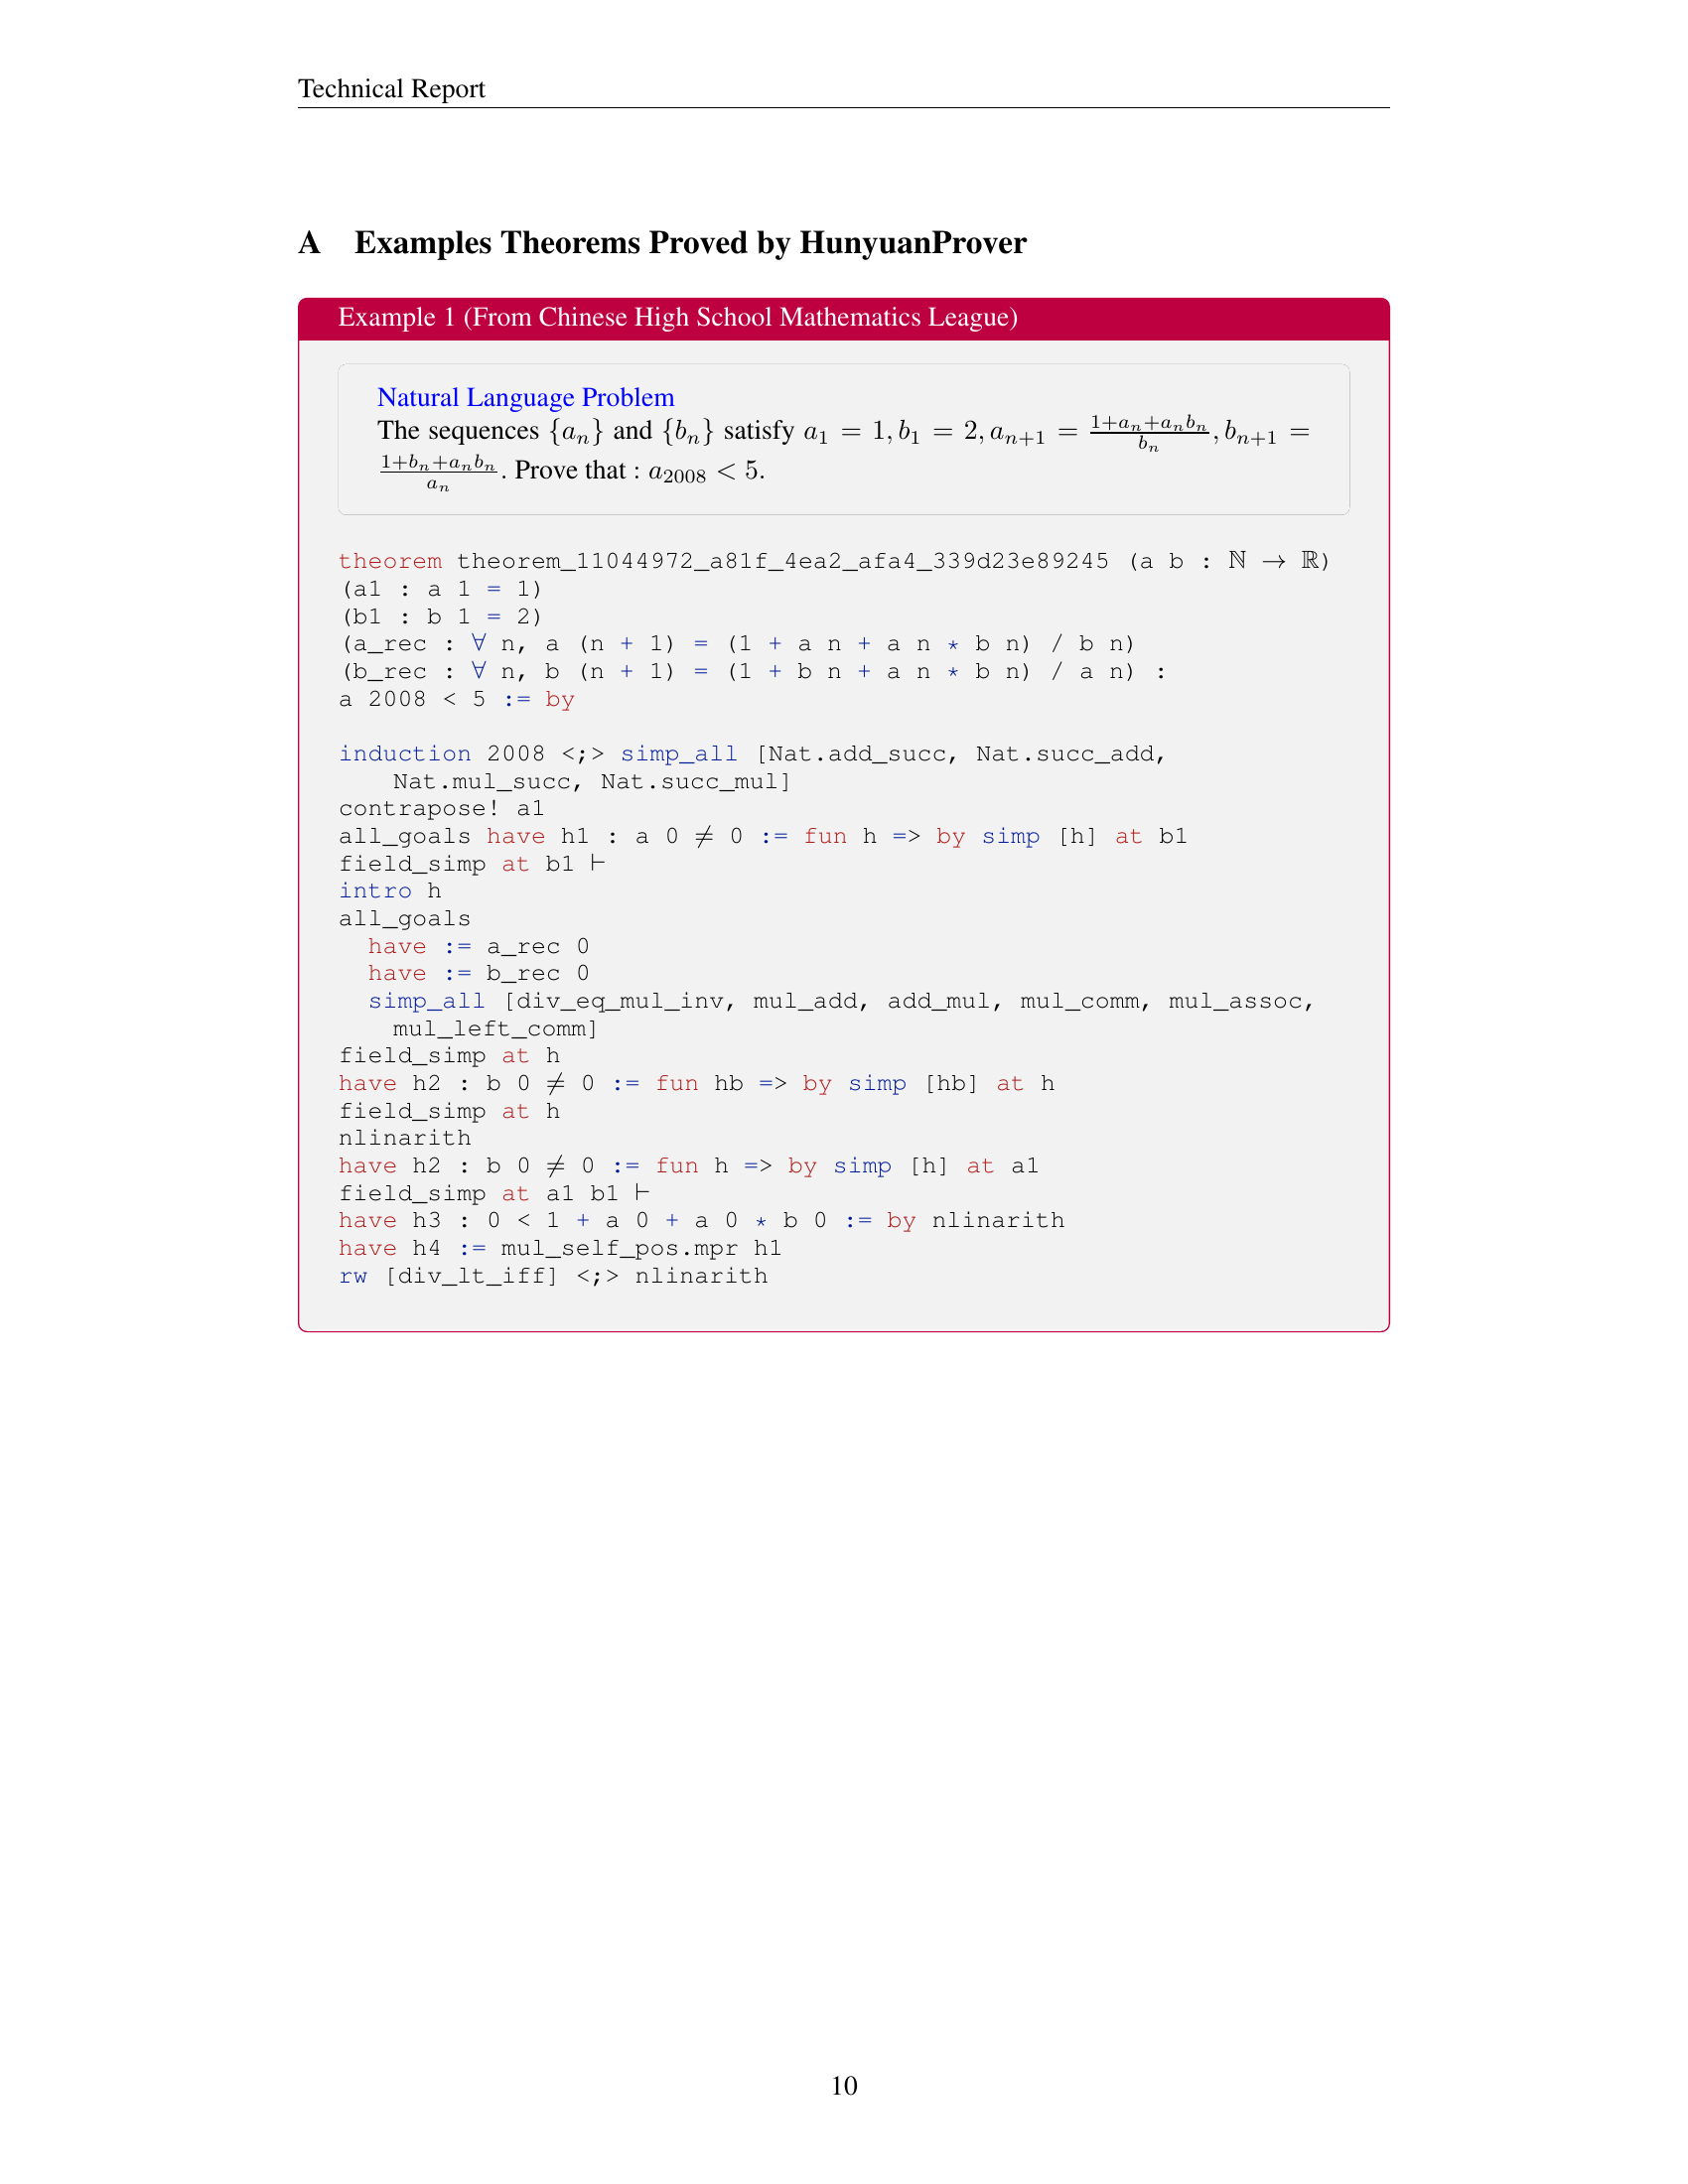 Technical Report
A Examples Theorems Proved by HunyuanProver
Example 1 (From Chinese High School Mathematics League)
Natural Language Problem
The sequences $\{a_n\}$ and $\{b_n\}$ satisfy $a_1 = 1, b_1 = 2, a_{n+1} = \frac{1+a_n+a_nb_n}{b_n}, b_{n+1} =$
$\frac{1+b_n+a_nb_n}{a_n}$. Prove that : $a_{2008} < 5$.
theorem theorem_11044972_a81f_4ea2_afa4_339d23e89245 (a b : ℕ → ℝ)
(a1 : a 1 = 1)
(b1 : b 1 = 2)
(a_rec : ∀ n, a (n + 1) = (1 + a n + a n * b n) / b n)
(b_rec : ∀ n, b (n + 1) = (1 + b n + a n * b n) / a n) :
a 2008 < 5 := by
induction 2008 <;> simp_all [Nat.add_succ, Nat.succ_add,
Nat.mul_succ, Nat.succ_mul]
contrapose! a1
all_goals have h1 : a 0 ≠ 0 := fun h => by simp [h] at b1
field_simp at b1 ⊢
intro h
all_goals
have := a_rec 0
have := b_rec 0
simp_all [div_eq_mul_inv, mul_add, add_mul, mul_comm, mul_assoc,
mul_left_comm]
field_simp at h
have h2 : b 0 ≠ 0 := fun hb => by simp [hb] at h
field_simp at h
nlinarith
have h2 : b 0 ≠ 0 := fun h => by simp [h] at a1
field_simp at a1 b1 ⊢
have h3 : 0 < 1 + a 0 + a 0 * b 0 := by nlinarith
have h4 := mul_self_pos.mpr h1
rw [div_lt_iff] <;> nlinarith
10